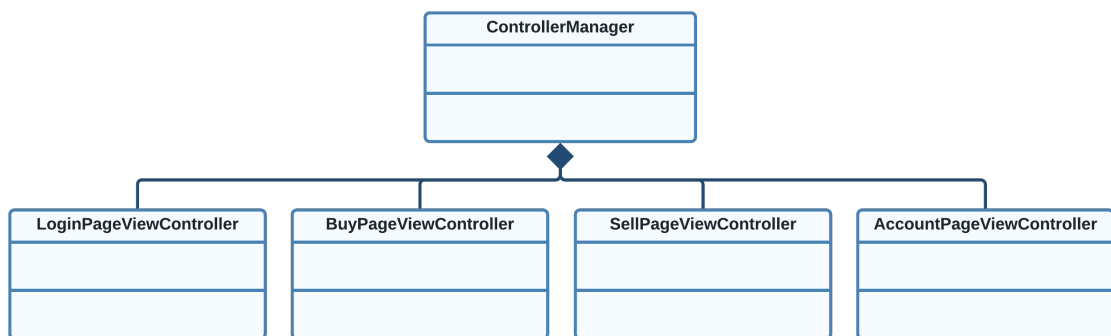 ControllerManager
LoginPageViewController
BuyPageViewController
SellPageViewController
AccountPageViewController